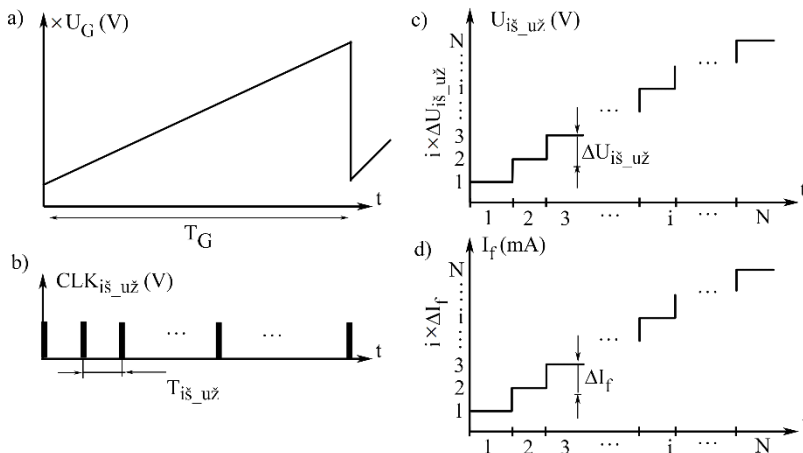 a)
×U_G (V)
t
T_G
b)
CLK_iš_už (V)
...
...
t
T_iš_už
c)
U_iš_už (V)
i×ΔU_iš_už
N
...
i
...
3
2
1
...
...
ΔU_iš_už
t
1 2 3 ... i ... N
d)
I_f (mA)
i×ΔI_f
N
...
i
...
3
2
1
...
...
ΔI_f
1 2 3 ... i ... N